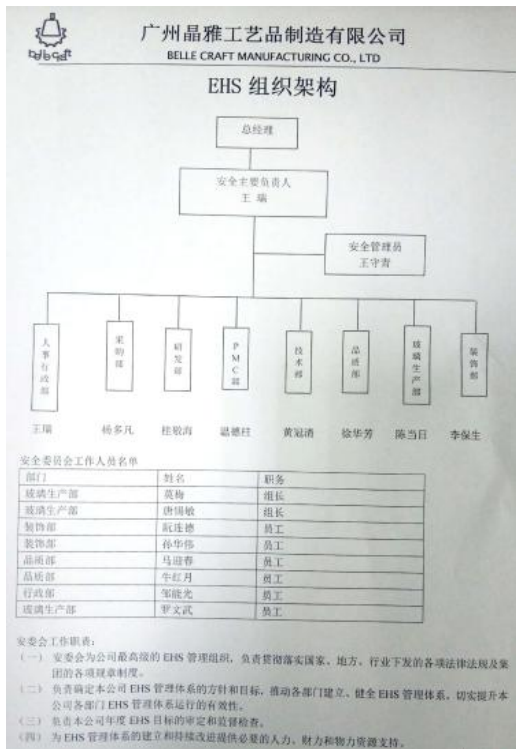 广州晶雅工艺品制造有限公司
BELLE CRAFT MANUFACTURING CO., LTD
EHS 组织架构
总经理
安全主要负责人
王 瑞
安全管理员
王守青
人事行政部
采购部
研发部
PMC部
技术部
品质部
玻璃生产部
装饰部
王瑞 杨多凡 桂敬海 温德柱 黄冠清 徐华芳 陈当日 李保生
安全委员会工作人员名单
部门 姓名 职务
玻璃生产部 莫梅 组长
玻璃生产部 唐锡敏 组长
装饰部 阮连德 员工
装饰部 孙华伟 员工
品质部 马迎春 员工
品质部 牛红月 员工
行政部 邹能光 员工
玻璃生产部 罗文武 员工
安委会工作职责:
(一) 安委会为公司最高级的 EHS 管理组织,负责贯彻落实国家、地方、行业下发的各项法律法规及集
团的各项规章制度。
(二) 负责确定本公司 EHS 管理体系的方针和目标,推动各部门建立、健全 EHS 管理体系,切实提升本
公司各部门 EHS 管理体系运行的有效性。
(三) 负责本公司年度 EHS 目标的审定和监督检查。
(四) 为 EHS 管理体系的建立和持续改进提供必要的人力、财力和物力资源支持。